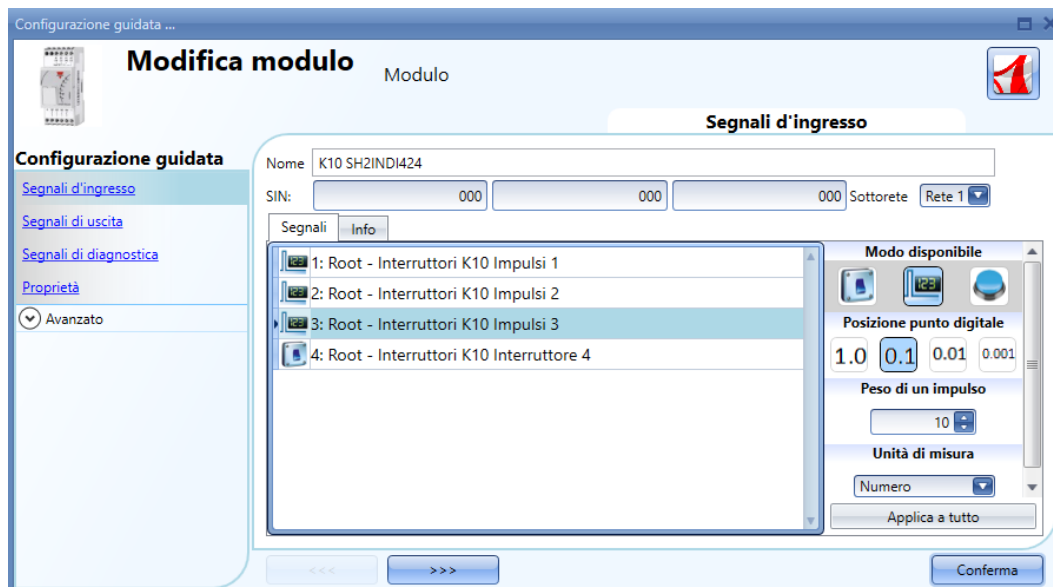 Configurazione guidata ...
Modifica modulo
Modulo
Segnali d'ingresso
Configurazione guidata
Segnali d'ingresso
Segnali di uscita
Segnali di diagnostica
Proprietà
Avanzato
Nome K10 SH2INDI424
SIN: 000 000 000 Sottorete Rete 1
Segnali Info
1: Root - Interruttori K10 Impulsi 1
2: Root - Interruttori K10 Impulsi 2
3: Root - Interruttori K10 Impulsi 3
4: Root - Interruttori K10 Interruttore 4
Modo disponibile
123
Posizione punto digitale
1.0 0.1 0.01 0.001
Peso di un impulso
10
Unità di misura
Numero
Applica a tutto
<<< >>> Conferma